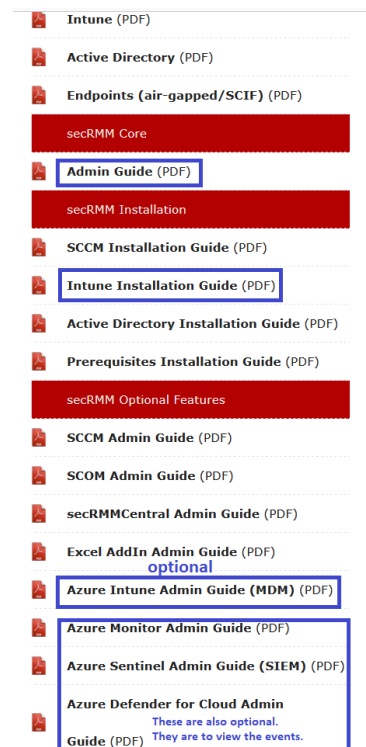 Intune (PDF)
Active Directory (PDF)
Endpoints (air-gapped/SCIF) (PDF)
secRMM Core
Admin Guide (PDF)
secRMM Installation
SCCM Installation Guide (PDF)
Intune Installation Guide (PDF)
Active Directory Installation Guide (PDF)
Prerequisites Installation Guide (PDF)
secRMM Optional Features
SCCM Admin Guide (PDF)
SCOM Admin Guide (PDF)
secRMMCentral Admin Guide (PDF)
Excel AddIn Admin Guide (PDF)
optional
Azure Intune Admin Guide (MDM) (PDF)
Azure Monitor Admin Guide (PDF)
Azure Sentinel Admin Guide (SIEM) (PDF)
Azure Defender for Cloud Admin
Guide (PDF)
These are also optional.
They are to view the events.